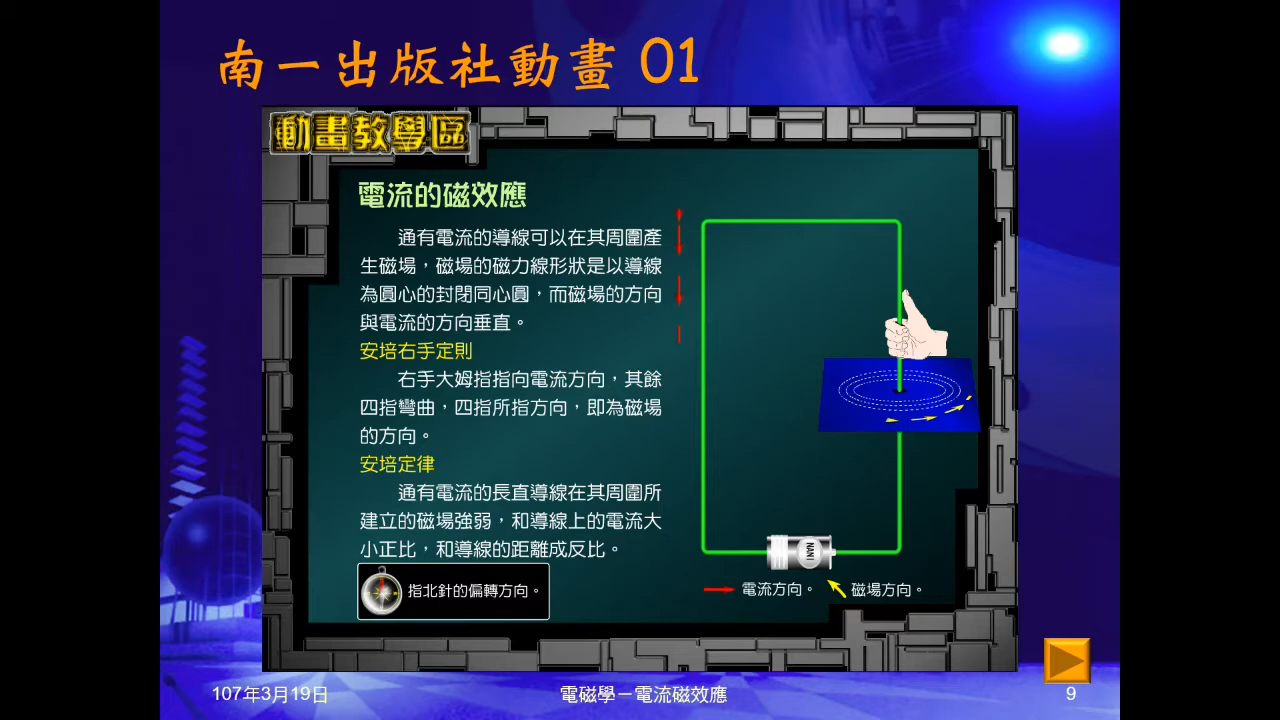 南一出版社動畫 01
動畫教學區
電流的磁效應
通有電流的導線可以在其周圍產
生磁場，磁場的磁力線形狀是以導線
為圓心的封閉同心圓，而磁場的方向
與電流的方向垂直。
安培右手定則
右手大姆指指向電流方向，其餘
四指彎曲，四指所指方向，即為磁場
的方向。
安培定律
通有電流的長直導線在其周圍所
建立的磁場強弱，和導線上的電流大
小正比，和導線的距離成反比。
指北針的偏轉方向。
NANI
電流方向。
磁場方向。
107年3月19日
電磁學－電流磁效應
9